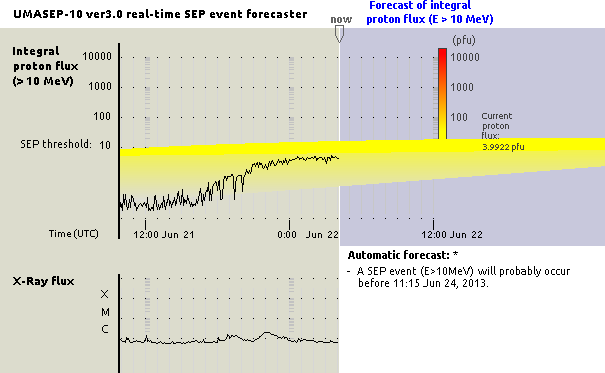 UMASEP-10 ver3.0 real-time SEP event forecaster
now
Forecast of integral
proton flux (E > 10 MeV)
Integral
proton flux
(> 10 MeV)
10000
1000
100
SEP threshold: 10
(pfu)
10000
1000
100
Current
proton
flux:
3.9922 pfu
Time (UTC)
12:00 Jun 21
0:00 Jun 22
12:00 Jun 22
Automatic forecast: *
- A SEP event (E>10MeV) will probably occur
before 11:15 Jun 24, 2013.
X-Ray flux
X
M
C